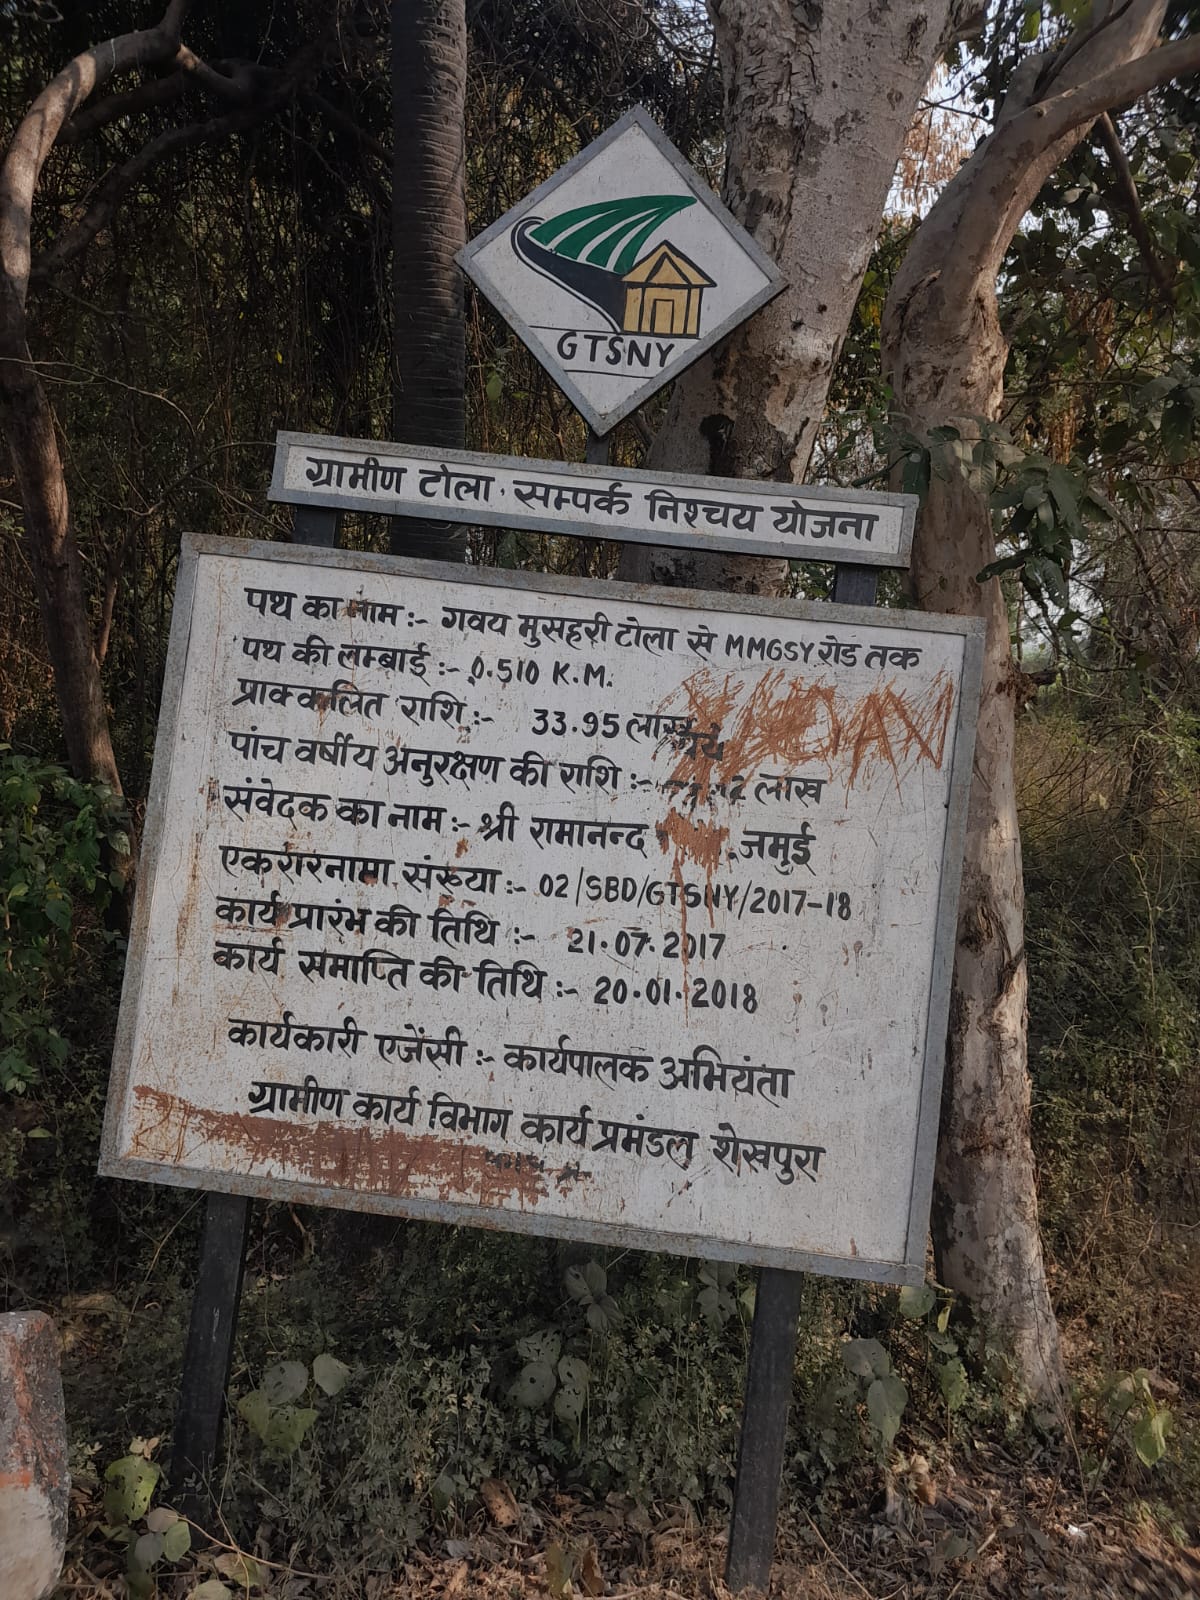 GTSNY
ग्रामीण टोला सम्पर्क निश्चय योजना
पथ का नाम :- गवय मुसहरी टोला से MMGSY रोड तक
पथ की लम्बाई :- 0.510 K.M.
प्राक्कलित राशि :- 33.95 लाख
पांच वर्षीय अनुरक्षण की राशि :- लाख
संवेदक का नाम :- श्री रामानन्द जमुई
एकरारनामा संख्या :- 02/SBD/GTSNY/2017-18
कार्य प्रारंभ की तिथि :- 21.07.2017
कार्य समाप्ति की तिथि :- 20.01.2018
कार्यकारी एजेंसी :- कार्यपालक अभियंता
ग्रामीण कार्य विभाग कार्य प्रमंडल शेखपुरा